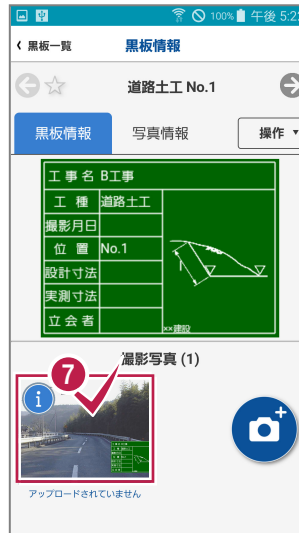 100% 午後 5:22
黒板一覧 黒板情報
道路土工 No.1
黒板情報 写真情報 操作
工事名 B工事
工種 道路土工
撮影月日
位置 No.1
設計寸法
実測寸法
立会者
××建設
撮影写真 (1)
7
i
アップロードされていません